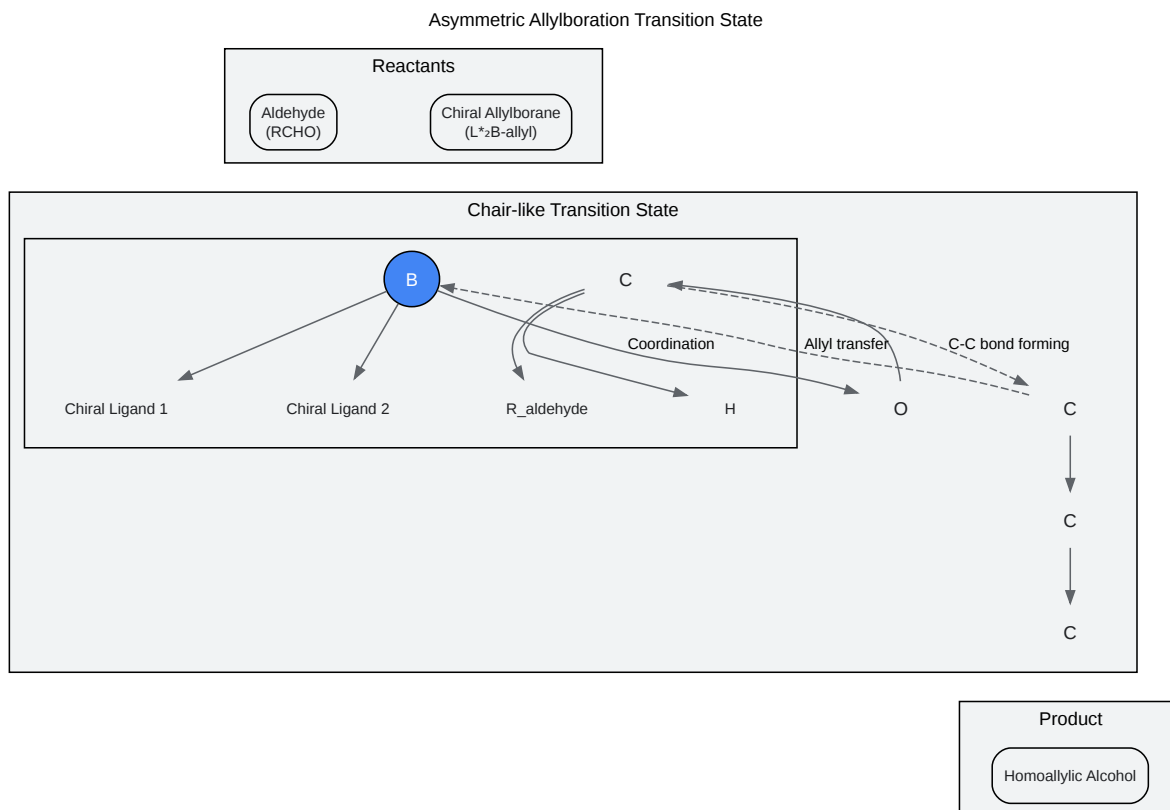 Asymmetric Allylboration Transition State
Reactants
Aldehyde
(RCHO)
Chiral Allylborane
(L*₂B-allyl)
Chair-like Transition State
B
C
Coordination
Allyl transfer
C-C bond forming
Chiral Ligand 1
Chiral Ligand 2
R_aldehyde
H
O
C
C
C
Product
Homoallylic Alcohol